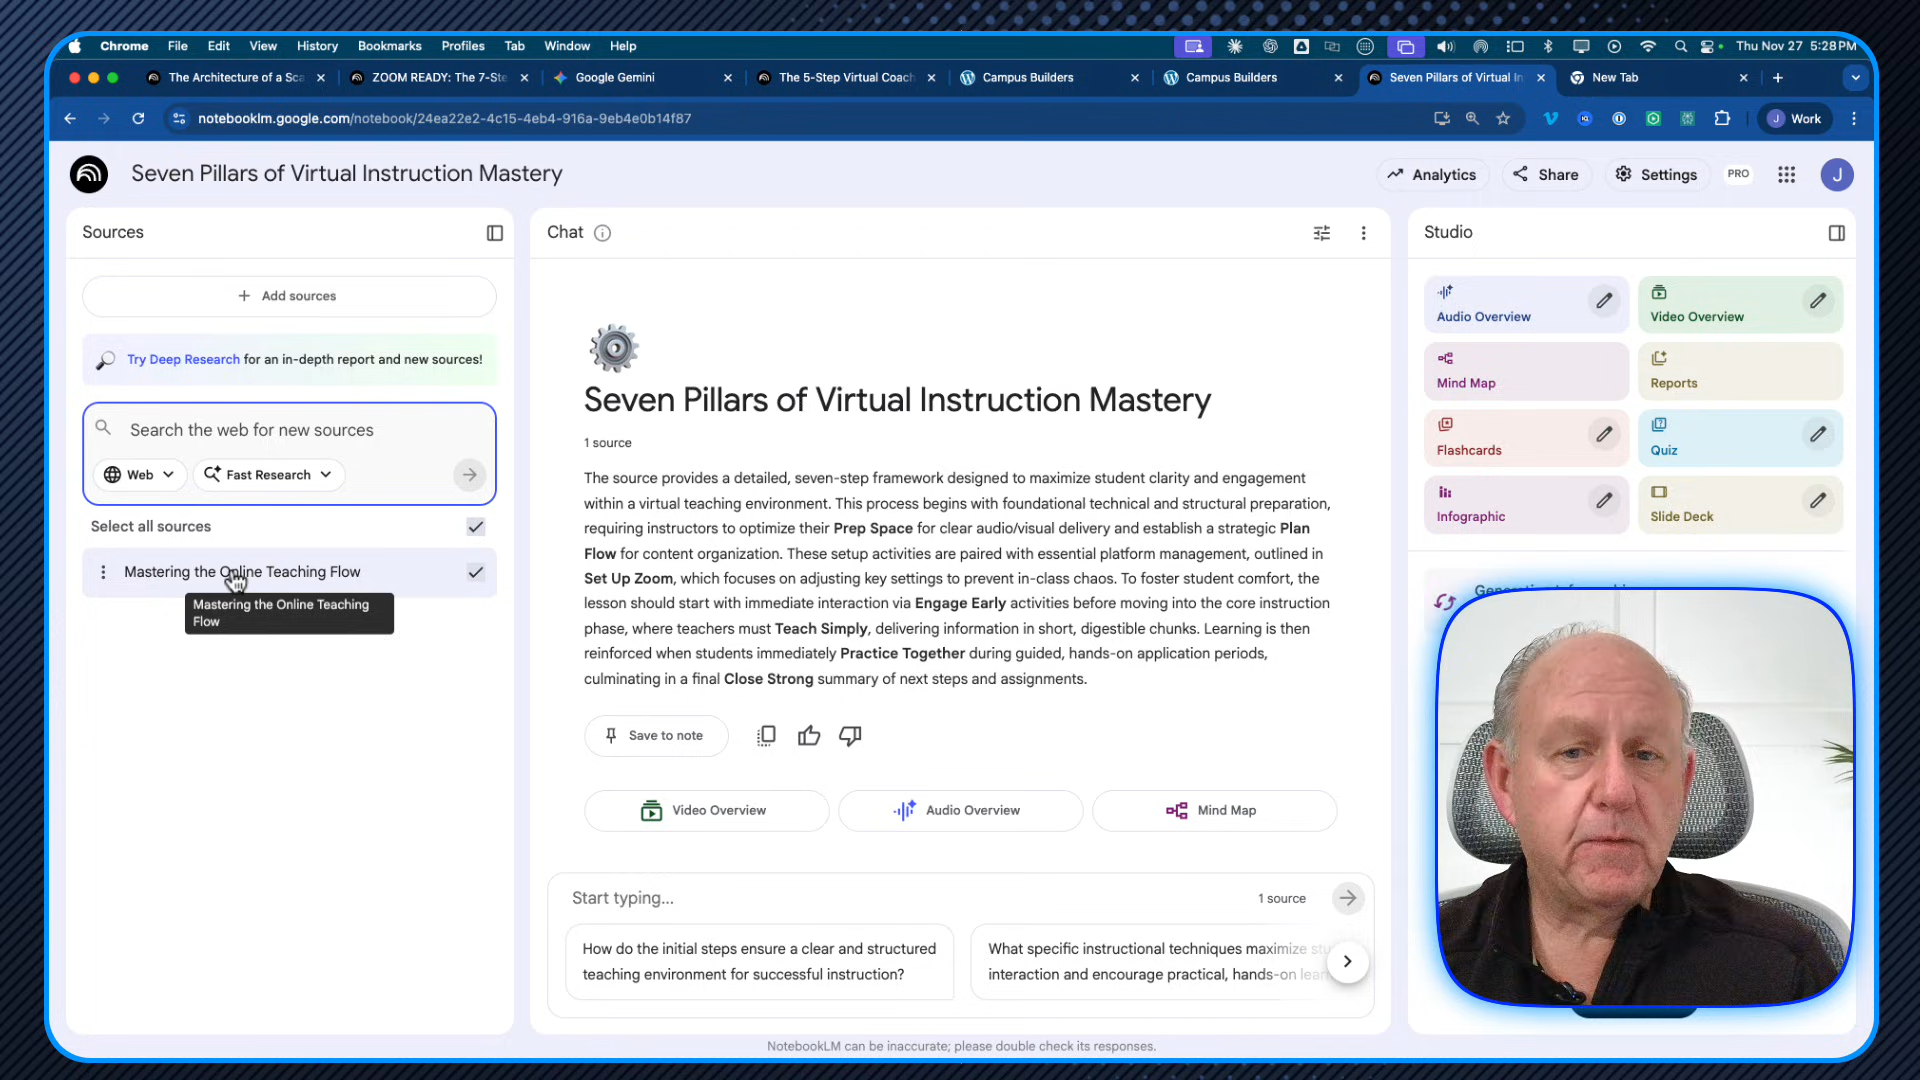 Chrome File Edit View History Bookmarks Profiles Tab Window Help
Thu Nov 27 5:28 PM
The Architecture of a Sca
ZOOM READY: The 7-Ste
Google Gemini
The 5-Step Virtual Coach
Campus Builders
Campus Builders
Seven Pillars of Virtual In
New Tab
notebooklm.google.com/notebook/24ea22e2-4c15-4eb4-916a-9eb4e0b14f87
J Work
Seven Pillars of Virtual Instruction Mastery
Analytics
Share
Settings
PRO
J
Sources
Add sources
Try Deep Research for an in-depth report and new sources!
Search the web for new sources
Web
Fast Research
Select all sources
Mastering the Online Teaching Flow
Mastering the Online Teaching
Flow
Chat
Seven Pillars of Virtual Instruction Mastery
1 source
The source provides a detailed, seven-step framework designed to maximize student clarity and engagement
within a virtual teaching environment. This process begins with foundational technical and structural preparation,
requiring instructors to optimize their Prep Space for clear audio/visual delivery and establish a strategic Plan
Flow for content organization. These setup activities are paired with essential platform management, outlined in
Set Up Zoom, which focuses on adjusting key settings to prevent in-class chaos. To foster student comfort, the
lesson should start with immediate interaction via Engage Early activities before moving into the core instruction
phase, where teachers must Teach Simply, delivering information in short, digestible chunks. Learning is then
reinforced when students immediately Practice Together during guided, hands-on application periods,
culminating in a final Close Strong summary of next steps and assignments.
Save to note
Video Overview
Audio Overview
Mind Map
Start typing...
1 source
How do the initial steps ensure a clear and structured
teaching environment for successful instruction?
What specific instructional techniques maximize stu
interaction and encourage practical, hands-on lear
NotebookLM can be inaccurate; please double check its responses.
Studio
Audio Overview
Video Overview
Mind Map
Reports
Flashcards
Quiz
Infographic
Slide Deck